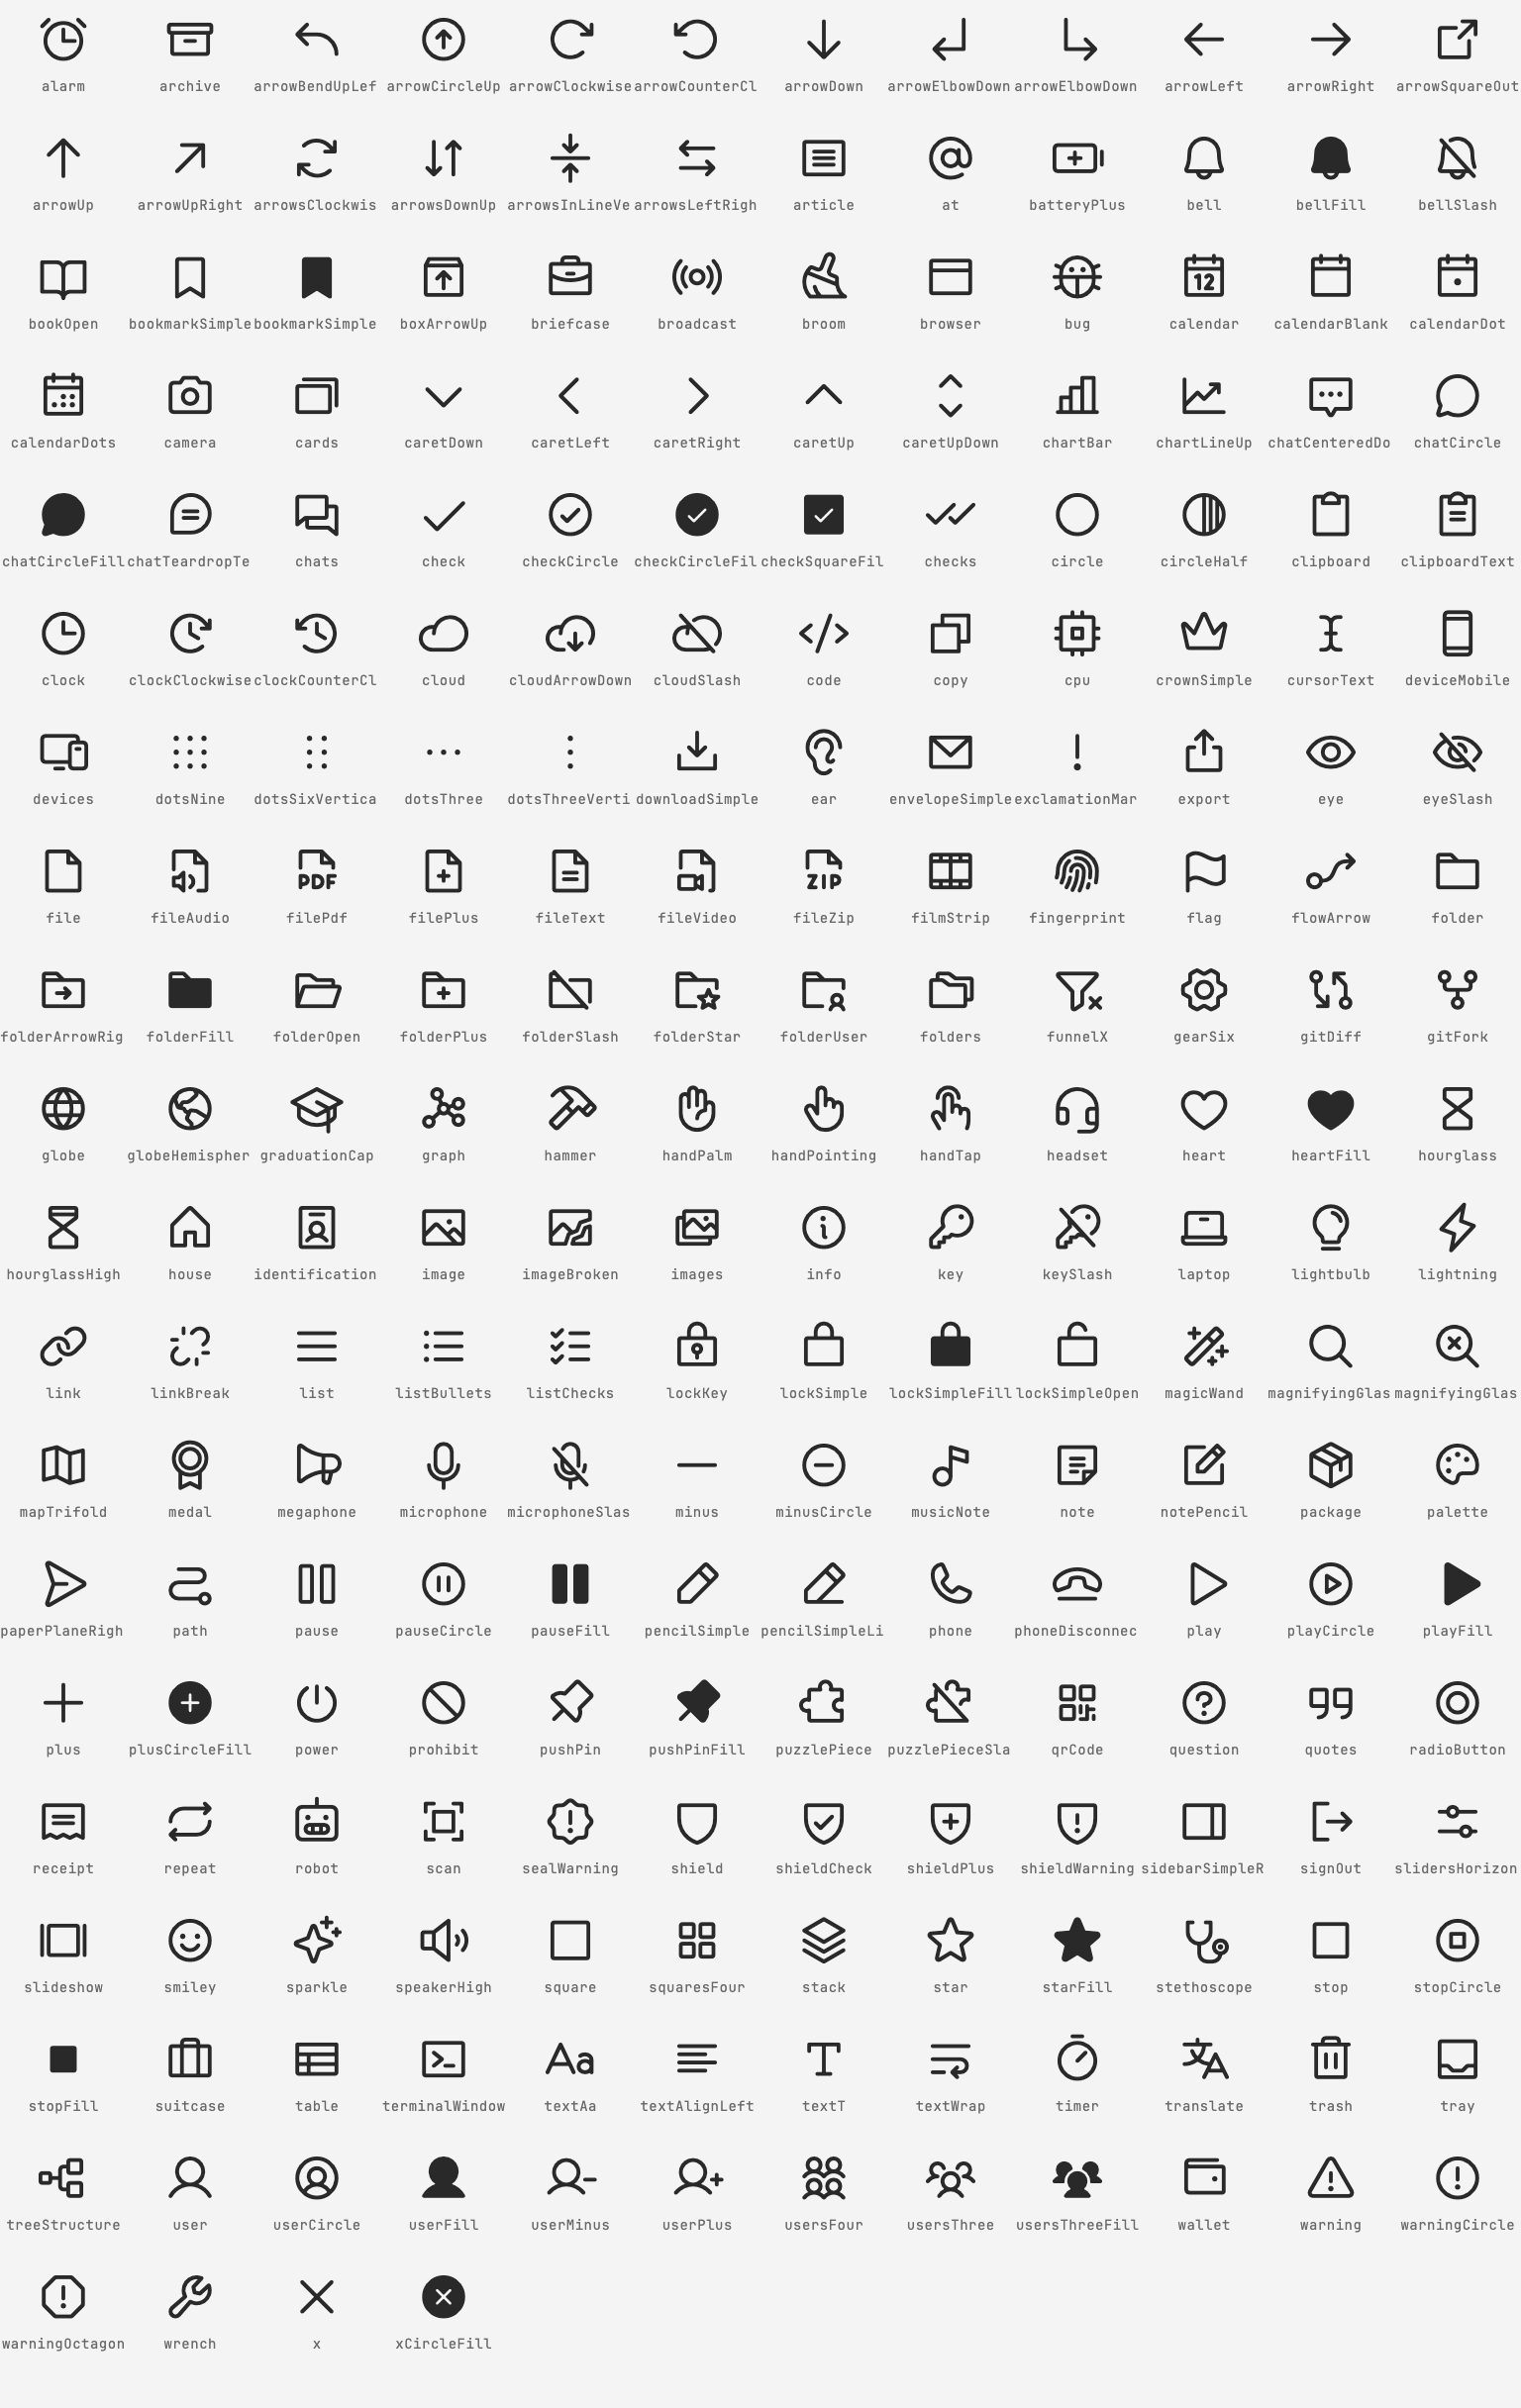 alarm archive arrowBendUpLef arrowCircleUp arrowClockwise arrowCounterCl arrowDown arrowElbowDown arrowElbowDown arrowLeft arrowRight arrowSquareOut
arrowUp arrowUpRight arrowsClockwis arrowsDownUp arrowsInLineVe arrowsLeftRigh article at batteryPlus bell bellFill bellSlash
12
bookOpen bookmarkSimple bookmarkSimple boxArrowUp briefcase broadcast broom browser bug calendar calendarBlank calendarDot
calendarDots camera cards caretDown caretLeft caretRight caretUp caretUpDown chartBar chartLineUp chatCenteredDo chatCircle
chatCircleFill chatTeardropTe chats check checkCircle checkCircleFil checkSquareFil checks circle circleHalf clipboard clipboardText
clock clockClockwise clockCounterCl cloud cloudArrowDown cloudSlash code copy cpu crownSimple cursorText deviceMobile
devices dotsNine dotsSixVertica dotsThree dotsThreeVerti downloadSimple ear envelopeSimple exclamationMar export eye eyeSlash
PDF ZIP
file fileAudio filePdf filePlus fileText fileVideo fileZip filmStrip fingerprint flag flowArrow folder
folderArrowRig folderFill folderOpen folderPlus folderSlash folderStar folderUser folders funnelX gearSix gitDiff gitFork
globe globeHemispher graduationCap graph hammer handPalm handPointing handTap headset heart heartFill hourglass
hourglassHigh house identification image imageBroken images info key keySlash laptop lightbulb lightning
link linkBreak list listBullets listChecks lockKey lockSimple lockSimpleFill lockSimpleOpen magicWand magnifyingGlas magnifyingGlas
mapTrifold medal megaphone microphone microphoneSlas minus minusCircle musicNote note notePencil package palette
paperPlaneRigh path pause pauseCircle pauseFill pencilSimple pencilSimpleLi phone phoneDisconnec play playCircle playFill
plus plusCircleFill power prohibit pushPin pushPinFill puzzlePiece puzzlePieceSla qrCode question quotes radioButton
receipt repeat robot scan sealWarning shield shieldCheck shieldPlus shieldWarning sidebarSimpleR signOut slidersHorizon
slideshow smiley sparkle speakerHigh square squaresFour stack star starFill stethoscope stop stopCircle
Aa T
stopFill suitcase table terminalWindow textAa textAlignLeft textT textWrap timer translate trash tray
treeStructure user userCircle userFill userMinus userPlus usersFour usersThree usersThreeFill wallet warning warningCircle
warningOctagon wrench x xCircleFill